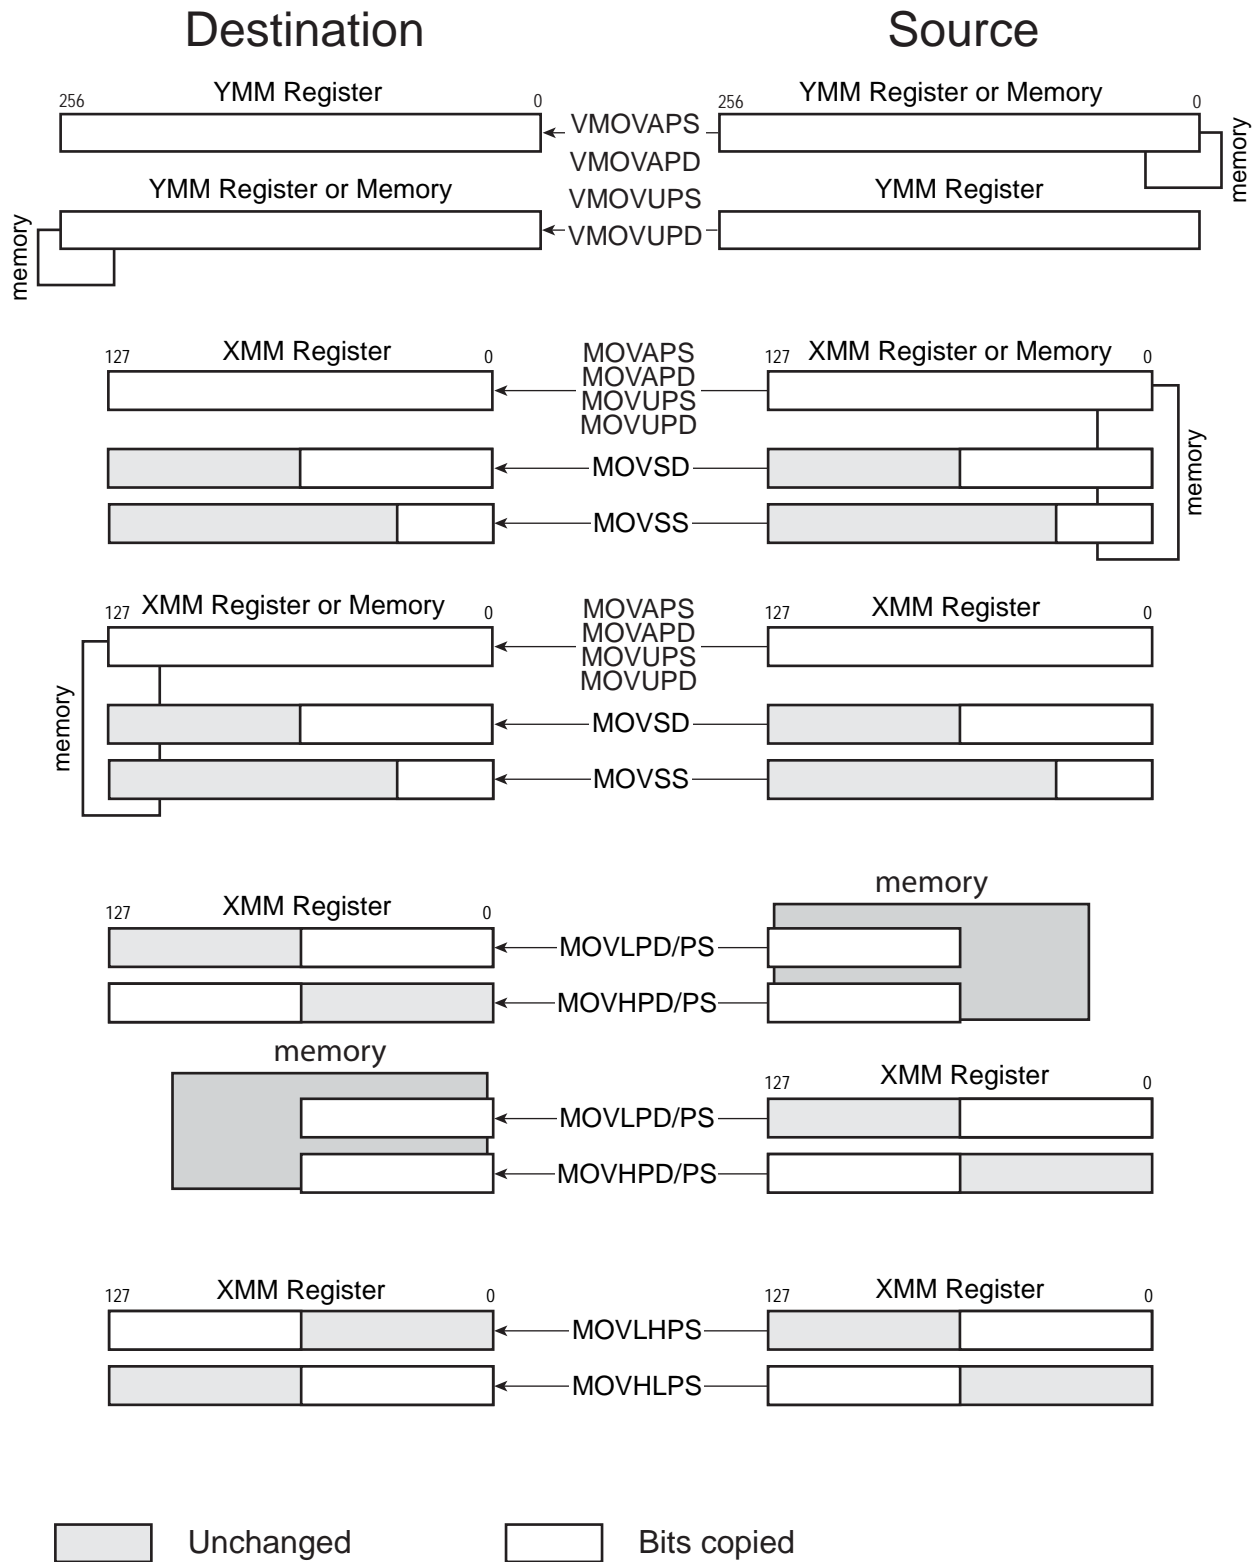 Destination
Source
YMM Register
YMM Register or Memory
256
0
256
0
VMOVAPS
memory
VMOVAPD
YMM Register or Memory
VMOVUPS
YMM Register
memory
VMOVUPD
XMM Register
MOVAPS
XMM Register or Memory
127
0
127
0
MOVAPD
MOVUPS
MOVUPD
memory
MOVSD
MOVSS
XMM Register or Memory
MOVAPS
XMM Register
127
0
127
0
MOVAPD
MOVUPS
MOVUPD
memory
MOVSD
MOVSS
memory
XMM Register
127
0
MOVLPD/PS
MOVHPD/PS
memory
XMM Register
127
0
MOVLPD/PS
MOVHPD/PS
XMM Register
XMM Register
127
0
127
0
MOVLHPS
MOVHLPS
Unchanged
Bits copied